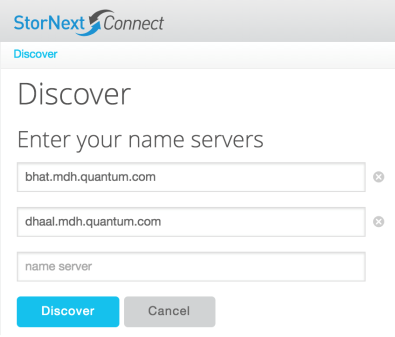 StorNext Connect
Discover
Discover
Enter your name servers
bhat.mdh.quantum.com
dhaal.mdh.quantum.com
name server
Discover Cancel